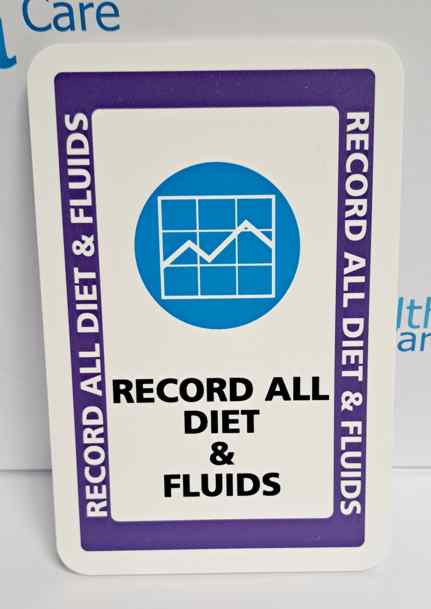 Care
RECORD ALL DIET & FLUIDS
RECORD ALL DIET & FLUIDS
RECORD ALL
DIET
&
FLUIDS